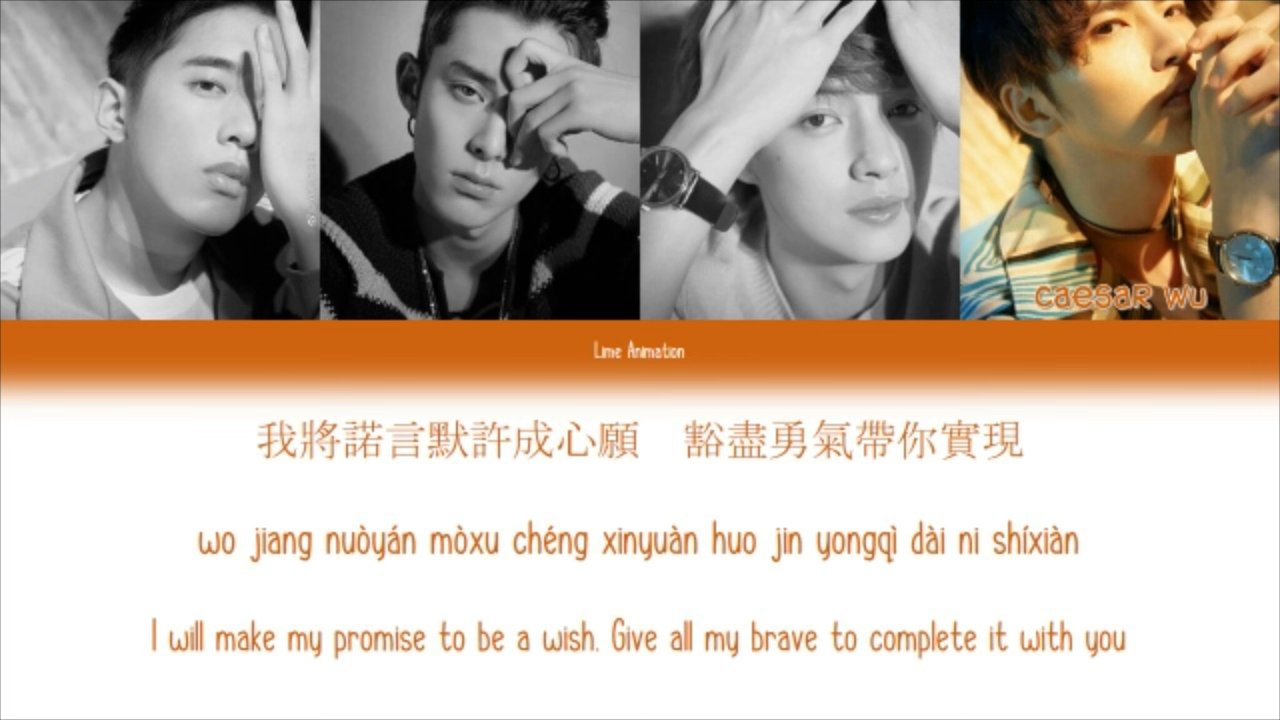 caesar wu
Lime Animation
我將諾言默許成心願　豁盡勇氣帶你實現
wo jiang nuòyán mòxu chéng xinyuàn huo jin yongqì dài ni shíxiàn
I will make my promise to be a wish. Give all my brave to complete it with you